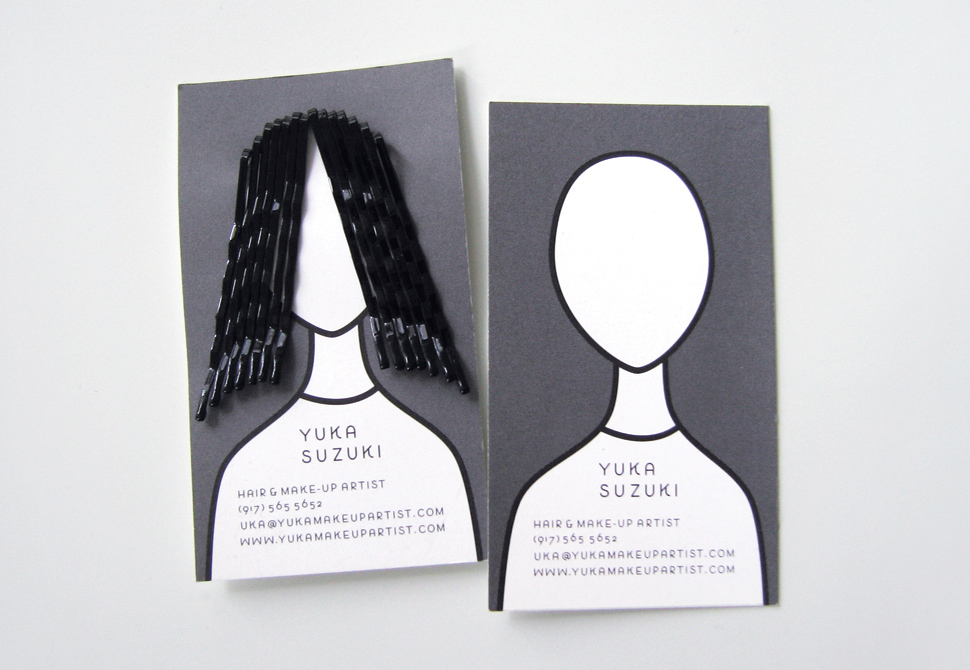 YUKA
SUZUKI
HAIR & MAKE-UP ARTIST
(917) 565 5652
UKA@YUKAMAKEUPARTIST.COM
WWW.YUKAMAKEUPARTIST.COM
YUKA
SUZUKI
HAIR & MAKE-UP ARTIST
(917) 565 5652
UKA@YUKAMAKEUPARTIST.COM
WWW.YUKAMAKEUPARTIST.COM